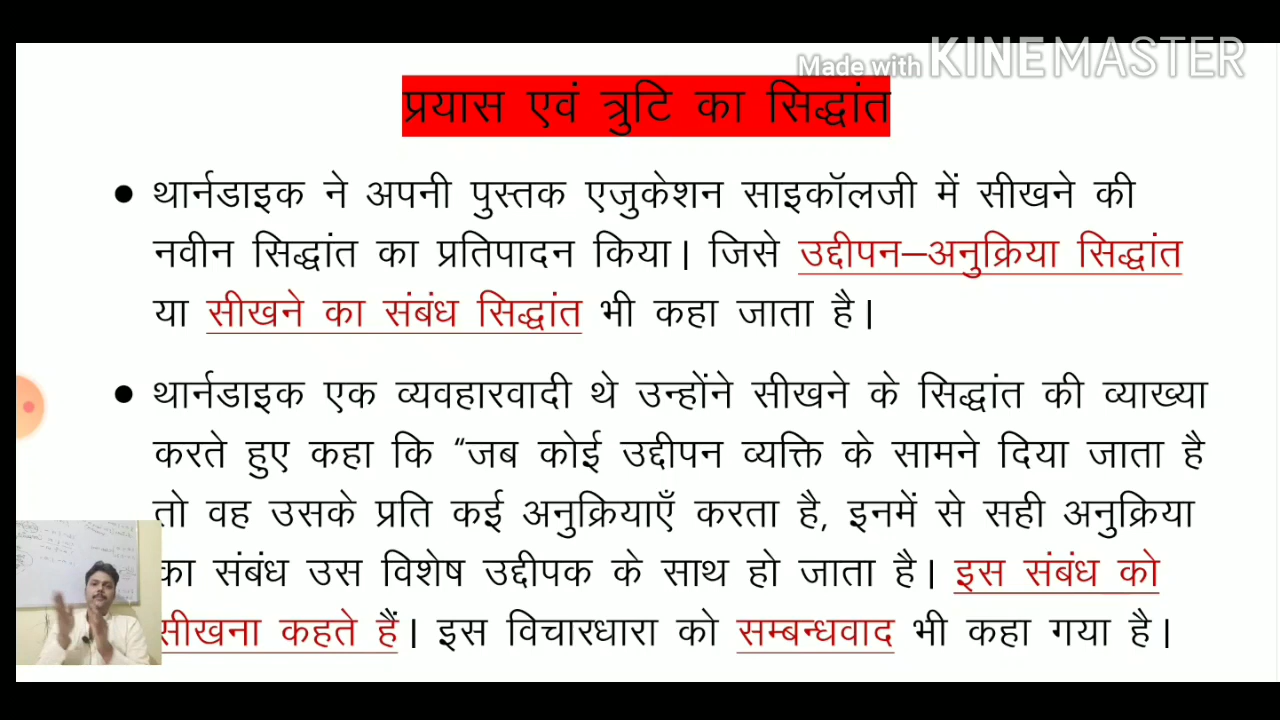 Made with KINEMASTER
प्रयास एवं त्रुटि का सिद्धांत
● थार्नडाइक ने अपनी पुस्तक एजुकेशन साइकॉलजी में सीखने की
नवीन सिद्धांत का प्रतिपादन किया। जिसे उद्दीपन–अनुक्रिया सिद्धांत
या सीखने का संबंध सिद्धांत भी कहा जाता है।
● थार्नडाइक एक व्यवहारवादी थे उन्होंने सीखने के सिद्धांत की व्याख्या
करते हुए कहा कि “जब कोई उद्दीपन व्यक्ति के सामने दिया जाता है
तो वह उसके प्रति कई अनुक्रियाएँ करता है, इनमें से सही अनुक्रिया
का संबंध उस विशेष उद्दीपक के साथ हो जाता है। इस संबंध को
सीखना कहते हैं। इस विचारधारा को सम्बन्धवाद भी कहा गया है।